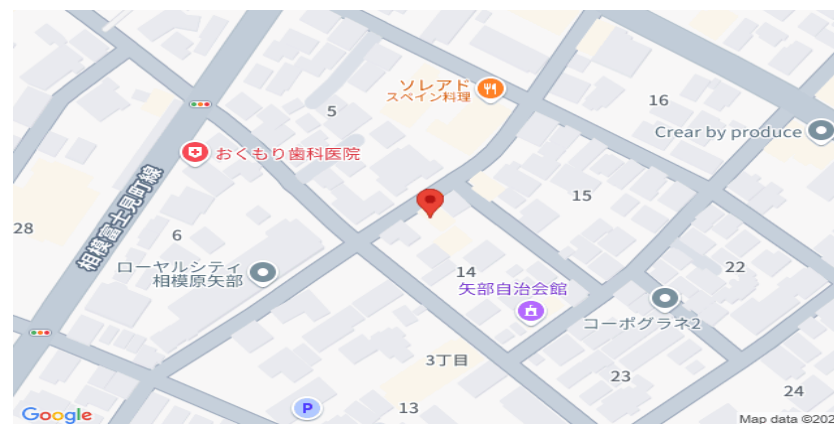 ソレアド
スペイン料理
5
16
Crear by produce
おくもり歯科医院
15
28
相模富士見町線
6
ローヤルシティ
相模原矢部
14
矢部自治会館
22
コーポグラネ2
3丁目
23
24
P
13
Google
Map data ©202